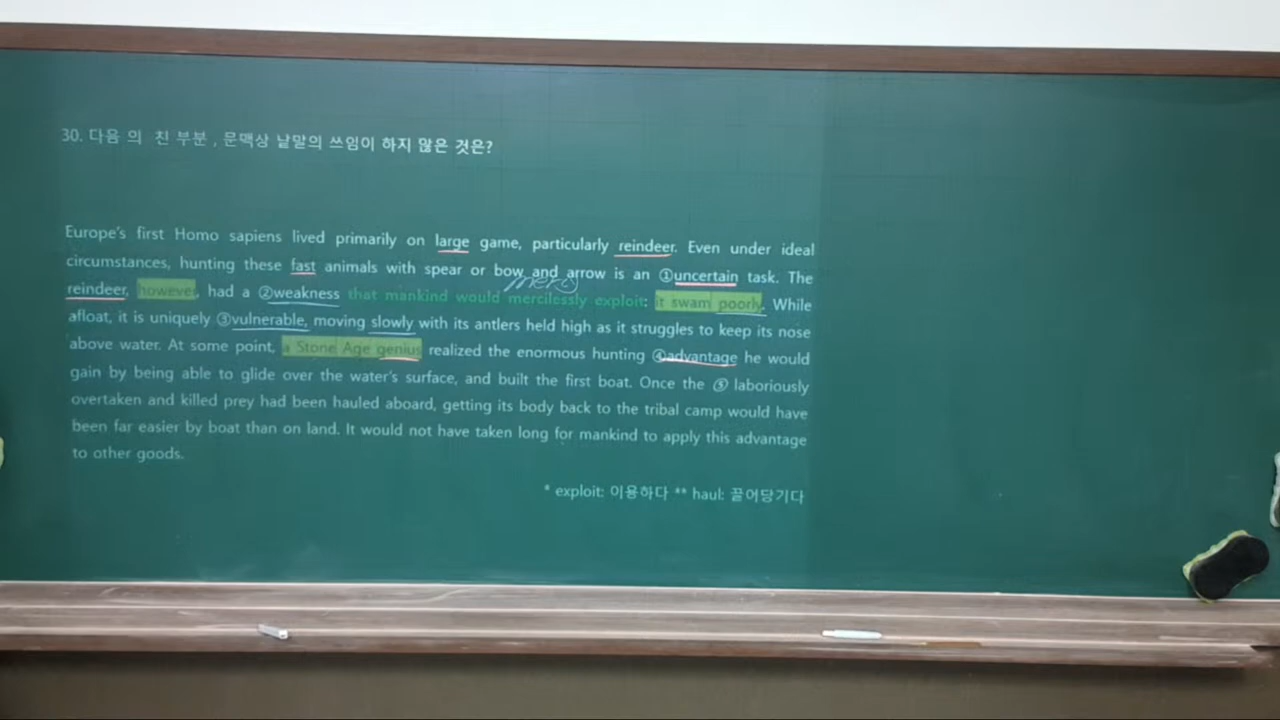 30. 다음 의 친 부분 , 문맥상 낱말의 쓰임이 하지 않은 것은?
Europe's first Homo sapiens lived primarily on large game, particularly reindeer. Even under ideal
circumstances, hunting these fast animals with spear or bow and arrow is an ①uncertain task. The
merci
reindeer, however, had a ②weakness that mankind would mercilessly exploit: it swam poorly. While
afloat, it is uniquely ③vulnerable, moving slowly with its antlers held high as it struggles to keep its nose
above water. At some point, a Stone Age genius realized the enormous hunting ④advantage he would
gain by being able to glide over the water's surface, and built the first boat. Once the ⑤ laboriously
overtaken and killed prey had been hauled aboard, getting its body back to the tribal camp would have
been far easier by boat than on land. It would not have taken long for mankind to apply this advantage
to other goods.
* exploit: 이용하다 ** haul: 끌어당기다